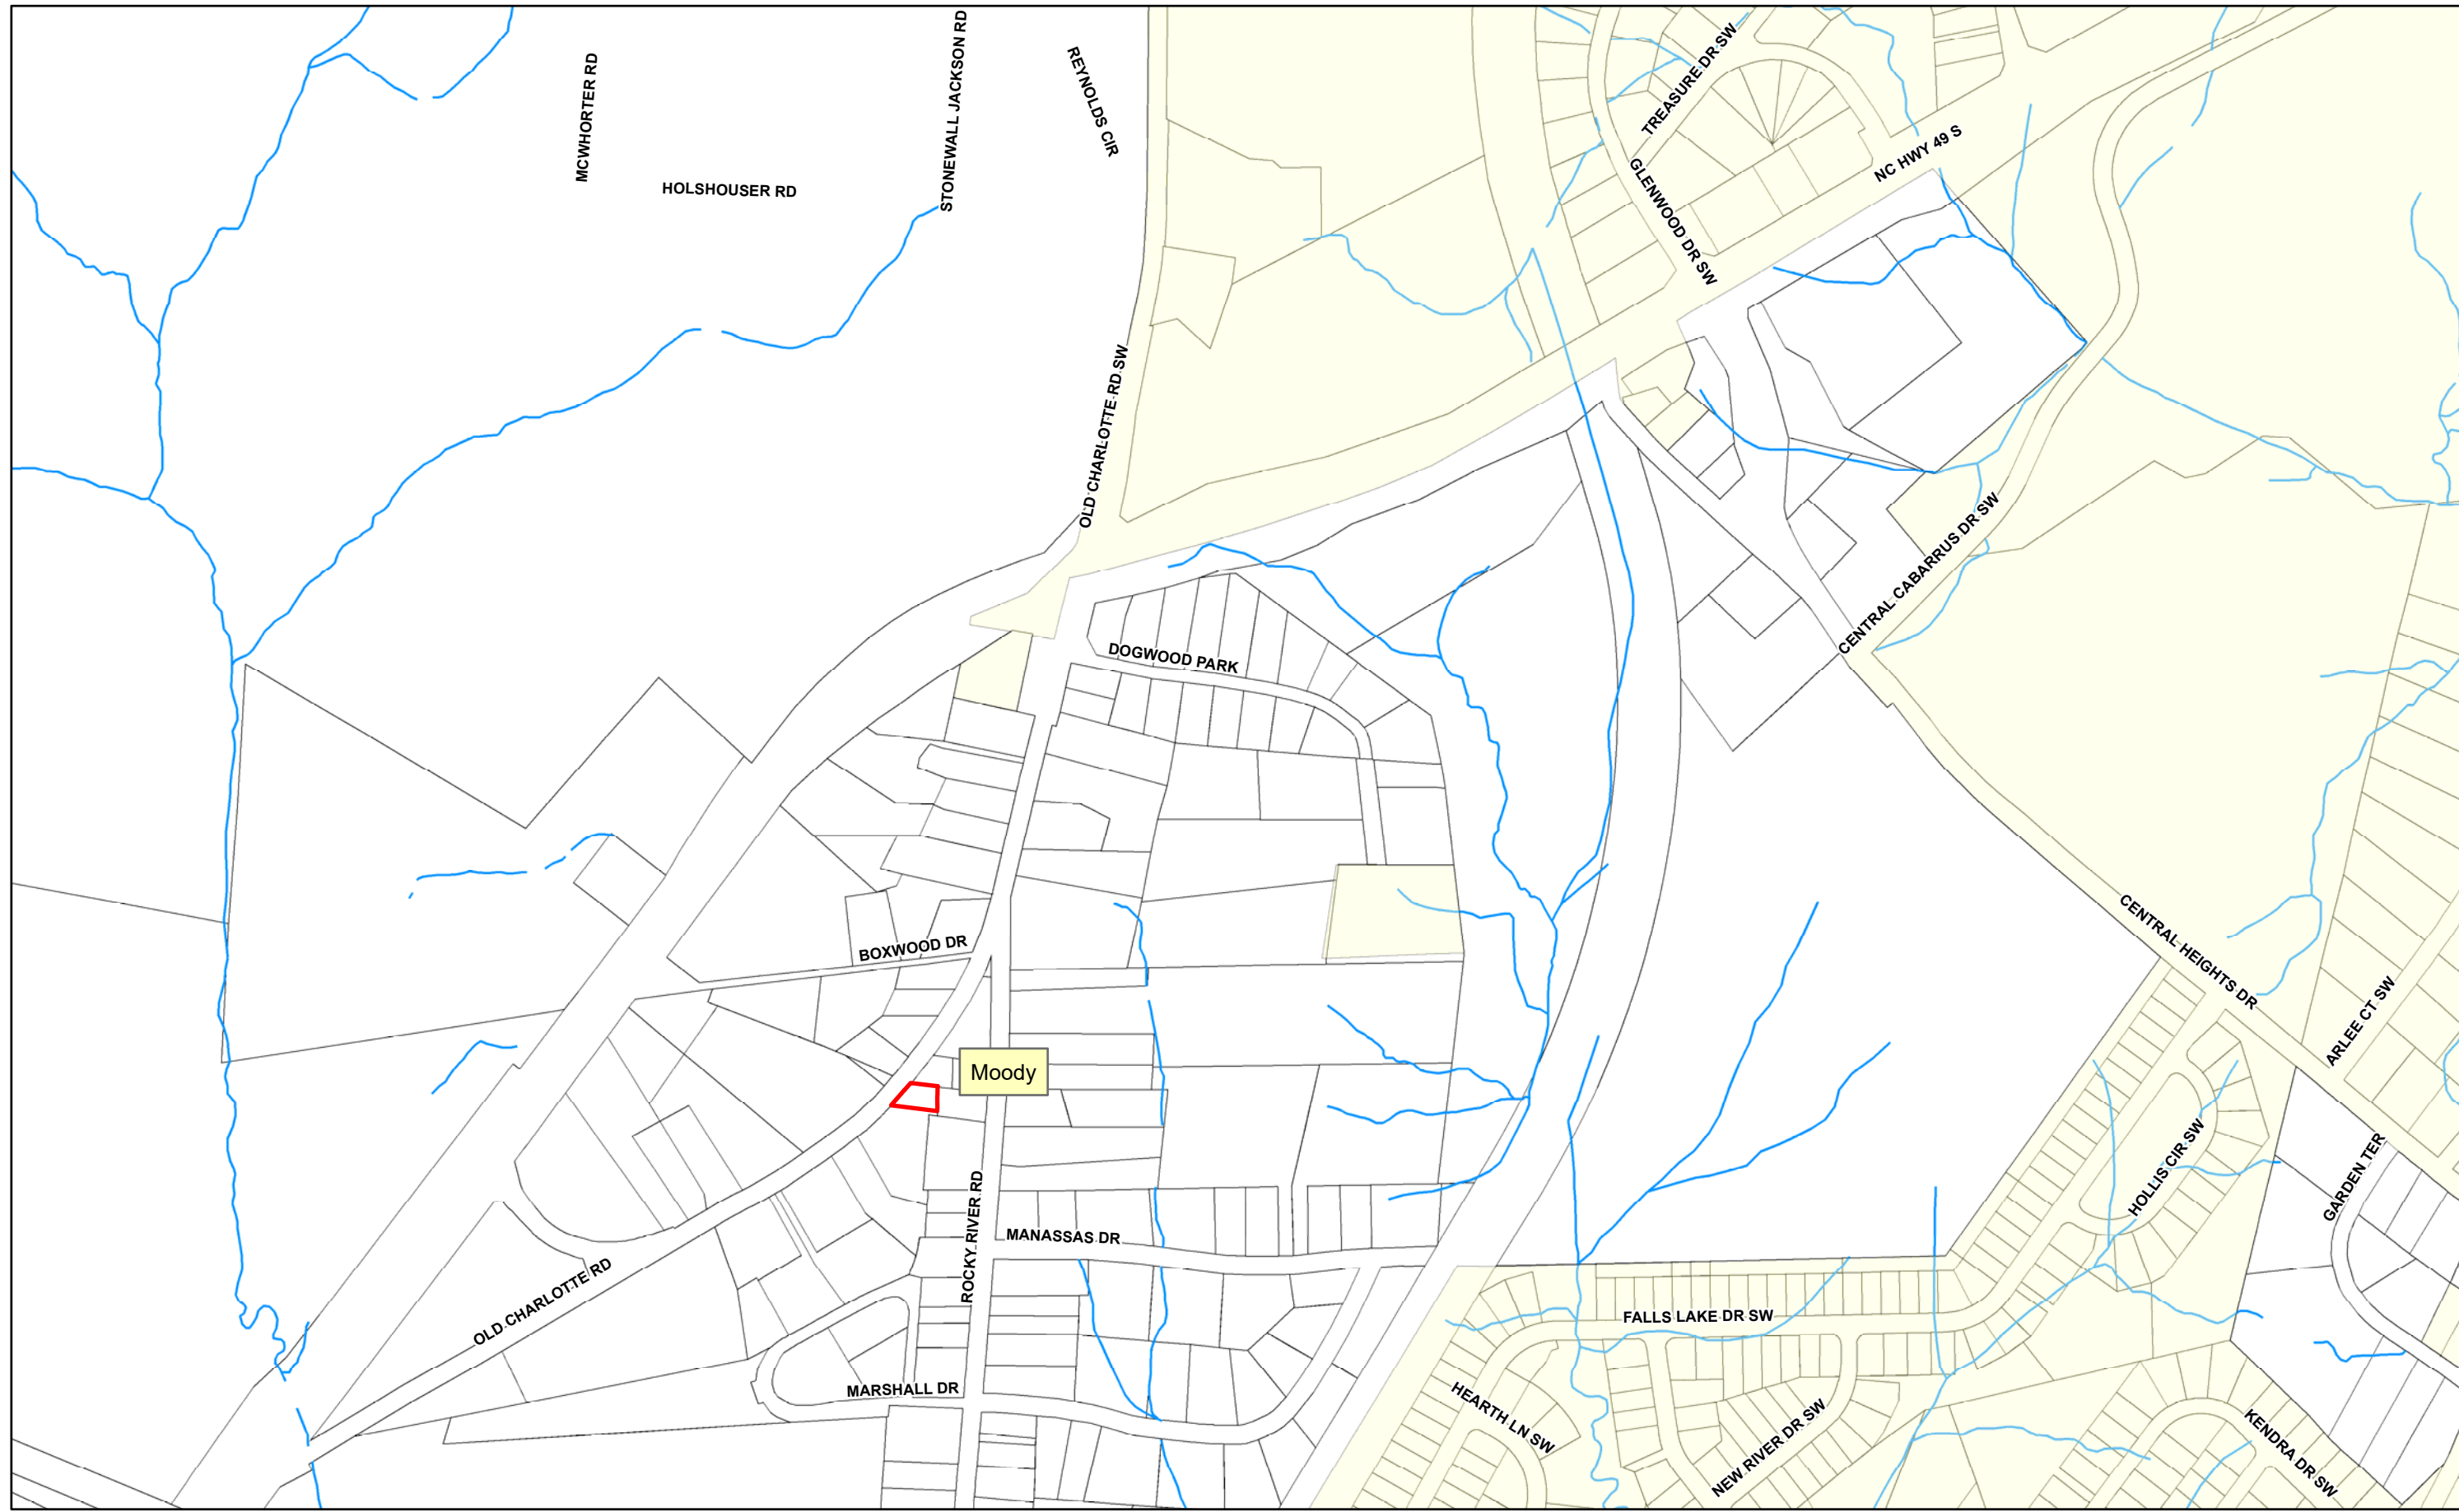 MCWHORTER RD
HOLSHOUSER RD
STONEWALL JACKSON RD
REYNOLDS CIR
TREASURE DR SW
GLENWOOD DR SW
NC HWY 49 S
OLD CHARLOTTE RD SW
CENTRAL CABARRUS DR SW
DOGWOOD PARK
BOXWOOD DR
CENTRAL HEIGHTS DR
ARLEE CT SW
Moody
GARDEN TER
HOLLIS CIR SW
ROCKY RIVER RD
MANASSAS DR
OLD CHARLOTTE RD
FALLS LAKE DR SW
MARSHALL DR
HEARTH LN SW
NEW RIVER DR SW
KENDRA DR SW